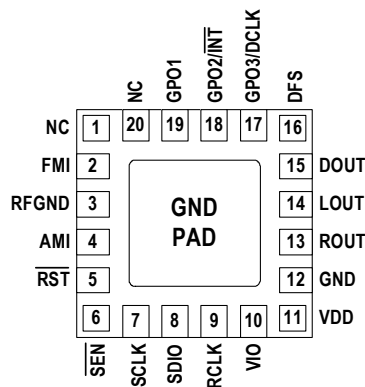 NC
GPO1
GPO2/INT
GPO3/DCLK
DFS
20
19
18
17
16
NC
1
FMI
2
RFGND
3
AMI
4
RST
5
SEN
6
GND
PAD
15
DOUT
14
LOUT
13
ROUT
12
GND
11
VDD
7
8
9
10
SCLK
SDIO
RCLK
VIO